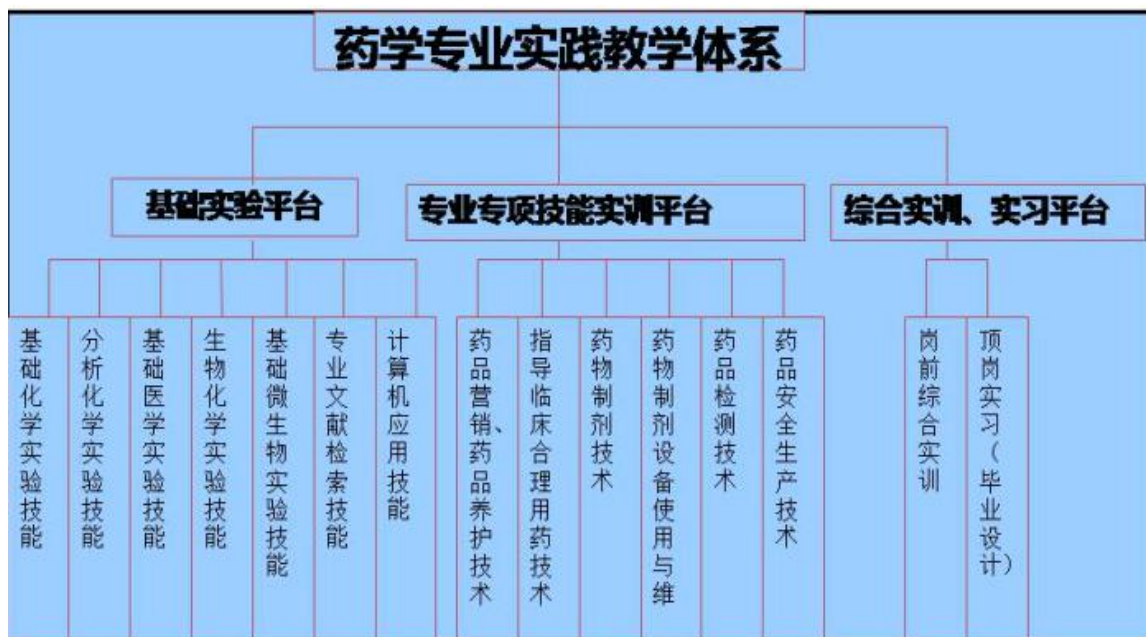 药学专业实践教学体系
基础实验平台
专业专项技能实训平台
综合实训、实习平台
基础化学实验技能
分析化学实验技能
基础医学实验技能
生物化学实验技能
基础微生物实验技能
专业文献检索技能
计算机应用技能
药品营销、药品养护技术
指导临床合理用药技术
药物制剂技术
药物制剂设备使用与维
药品检测技术
药品安全生产技术
岗前综合实训
顶岗实习（毕业设计）